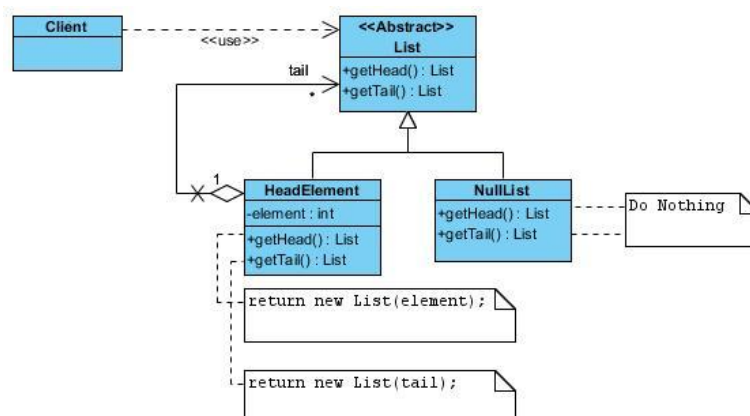 Client
<<use>>
<<Abstract>>
List
+getHead() : List
+getTail() : List
tail
*
1
HeadElement
-element : int
+getHead() : List
+getTail() : List
NullList
+getHead() : List
+getTail() : List
Do Nothing
return new List(element);
return new List(tail);